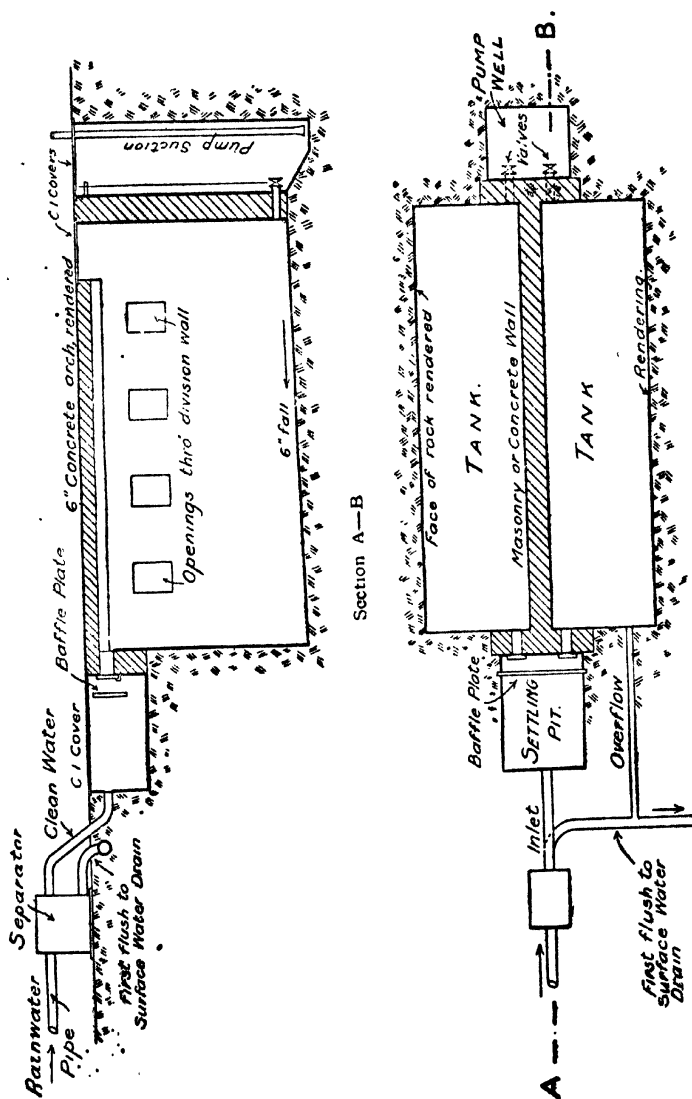 Rainwater
Pipe
Separator
Clean Water
C I Cover
Baffle Plate
6" Concrete arch, rendered
C I Covers
Pump Suction
Openings thro' division wall
6" fall
First flush to
Surface Water Drain
Section A—B
A
B.
Inlet
First flush to
Surface Water
Drain
Overflow
Baffle Plate
SETTLING
PIT.
Face of rock rendered
TANK.
Masonry or Concrete Wall
TANK
Rendering.
PUMP
WELL
Valves